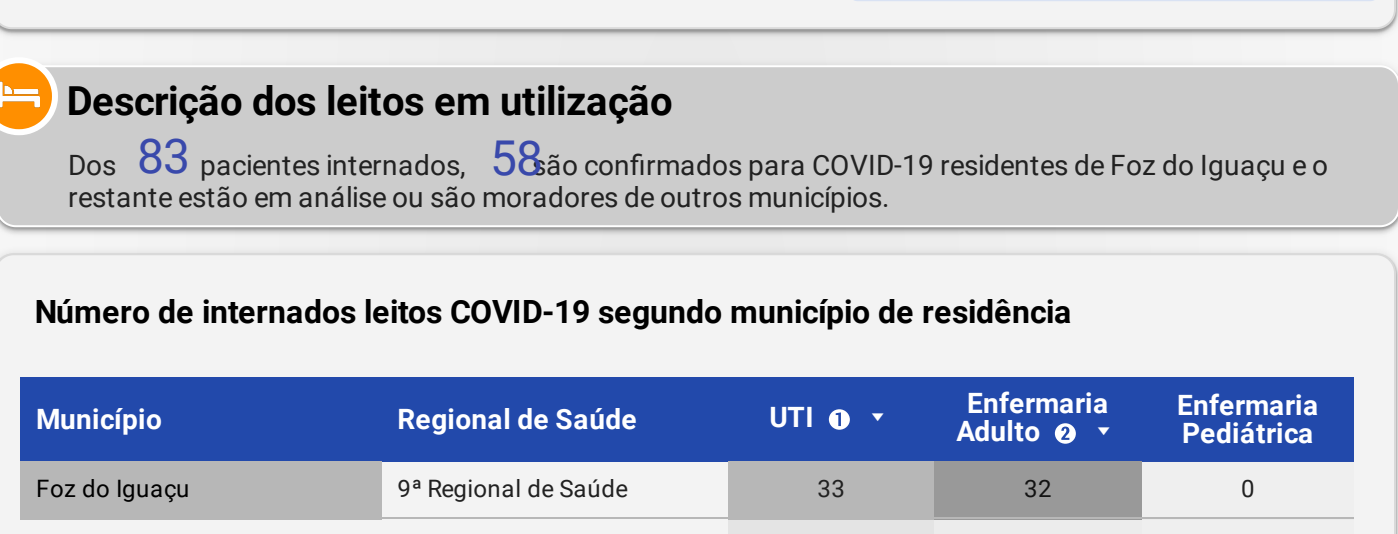 Descrição dos leitos em utilização
Dos 83 pacientes internados, 58 são confirmados para COVID-19 residentes de Foz do Iguaçu e o
restante estão em análise ou são moradores de outros municípios.
Número de internados leitos COVID-19 segundo município de residência
Município Regional de Saúde UTI ❶ ▼ Enfermaria Adulto ❷ ▼ Enfermaria Pediátrica
Foz do Iguaçu 9ª Regional de Saúde 33 32 0